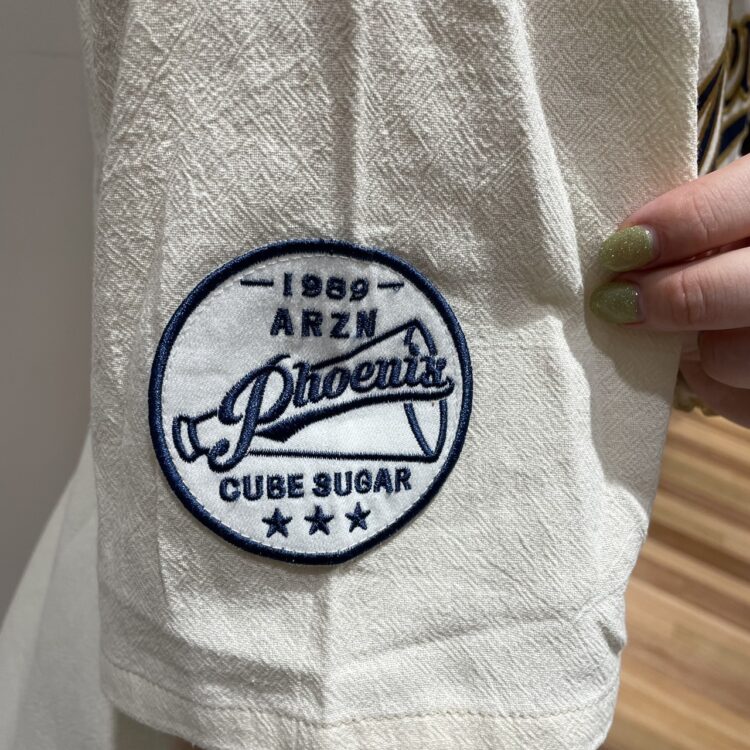 — 1989 —
ARZN
Phoenix
CUBE SUGAR